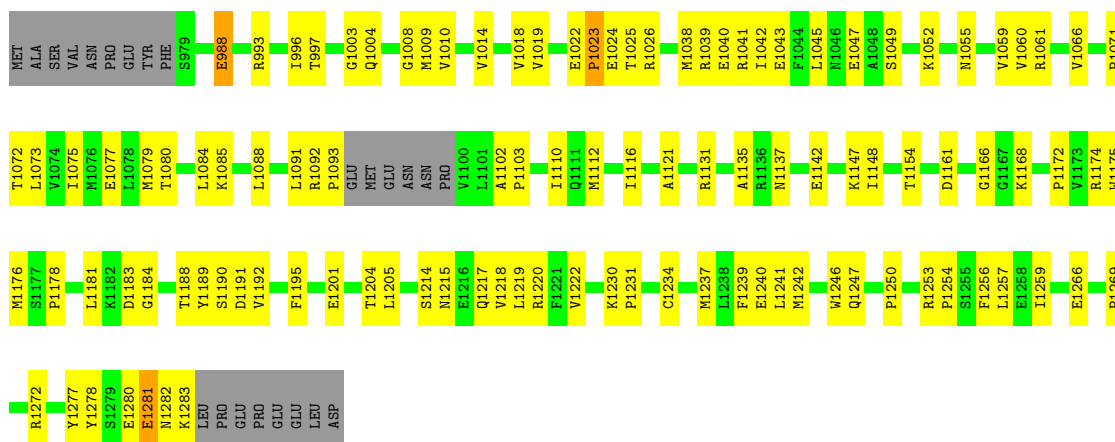 MET ALA SER VAL ASN PRO GLU TYR PHE S979 E988 R993 I996 T997 G1003 Q1004 G1008 M1009 V1010 V1014 V1018 V1019 E1022 P1023 E1024 T1025 R1026 M1038 R1039 E1040 R1041 I1042 E1043 F1044 L1045 N1046 E1047 A1048 S1049 K1052 N1055 V1059 V1060 R1061 V1066
T1072 L1073 V1074 I1075 M1076 E1077 L1078 M1079 T1080 L1084 K1085 L1088 L1091 R1092 P1093 GLU MET GLU ASN ASN PRO V1100 L1101 A1102 P1103 I1110 Q1111 M1112 I1116 A1121 R1131 A1135 R1136 N1137 E1142 K1147 I1148 T1154 D1161 G1166 G1167 K1168 P1172 V1173 R1174 W1175
M1176 S1177 P1178 L1181 K1182 D1183 G1184 T1188 Y1189 S1190 D1191 V1192 F1195 E1201 T1204 L1205 S1214 N1215 E1216 Q1217 V1218 L1219 R1220 F1221 V1222 K1230 P1231 C1234 M1237 L1238 F1239 E1240 L1241 M1242 W1246 Q1247 P1250 R1253 P1254 S1255 F1256 L1257 E1258 I1259 E1266
R1272 Y1277 Y1278 S1279 E1280 E1281 N1282 K1283 LEU PRO GLU PRO GLU GLU LEU ASP